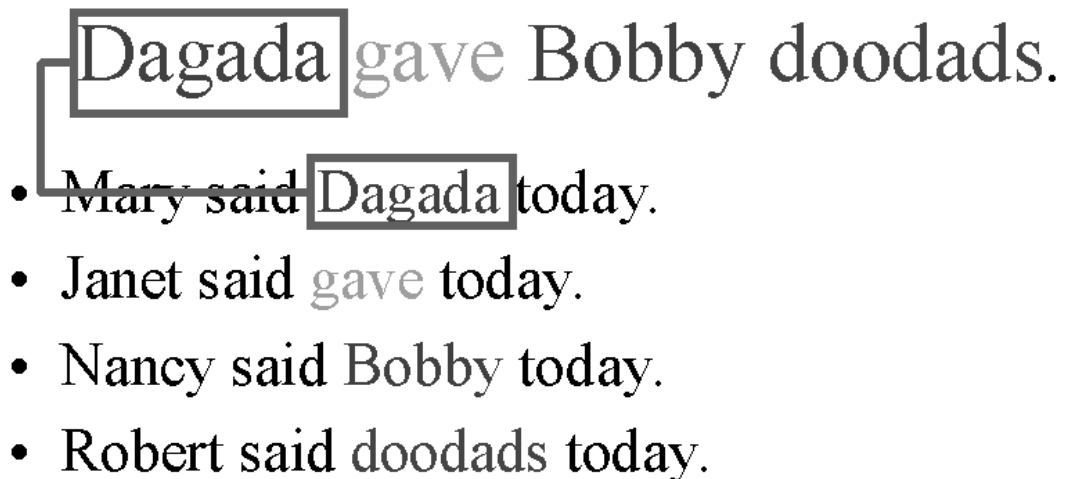 Dagada gave Bobby doodads.
• Mary said Dagada today.
• Janet said gave today.
• Nancy said Bobby today.
• Robert said doodads today.